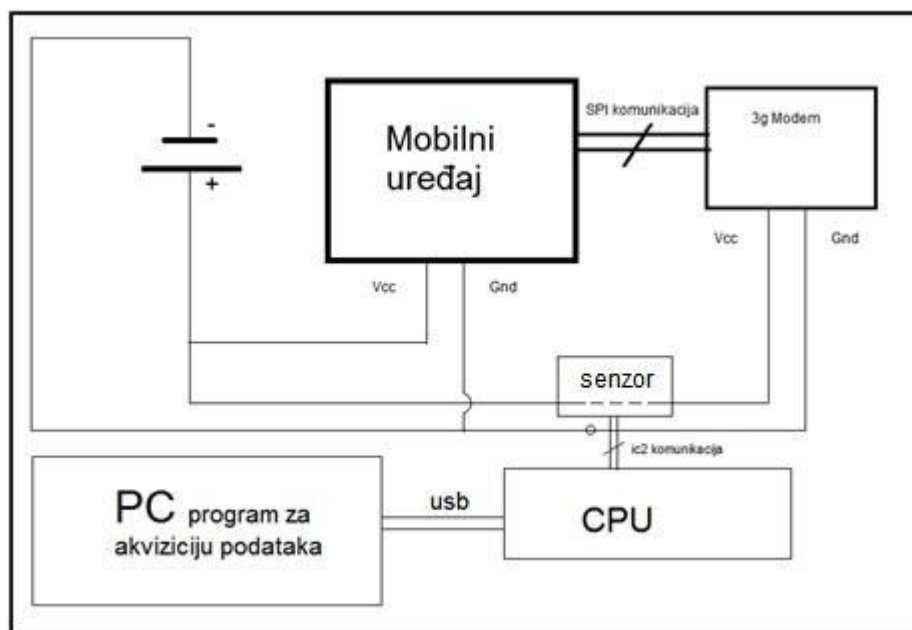 -
+
Mobilni
uređaj
SPI komunikacija
3g Modem
Vcc
Gnd
Vcc
Gnd
senzor
ic2 komunikacija
PC program za
akviziciju podataka
usb
CPU